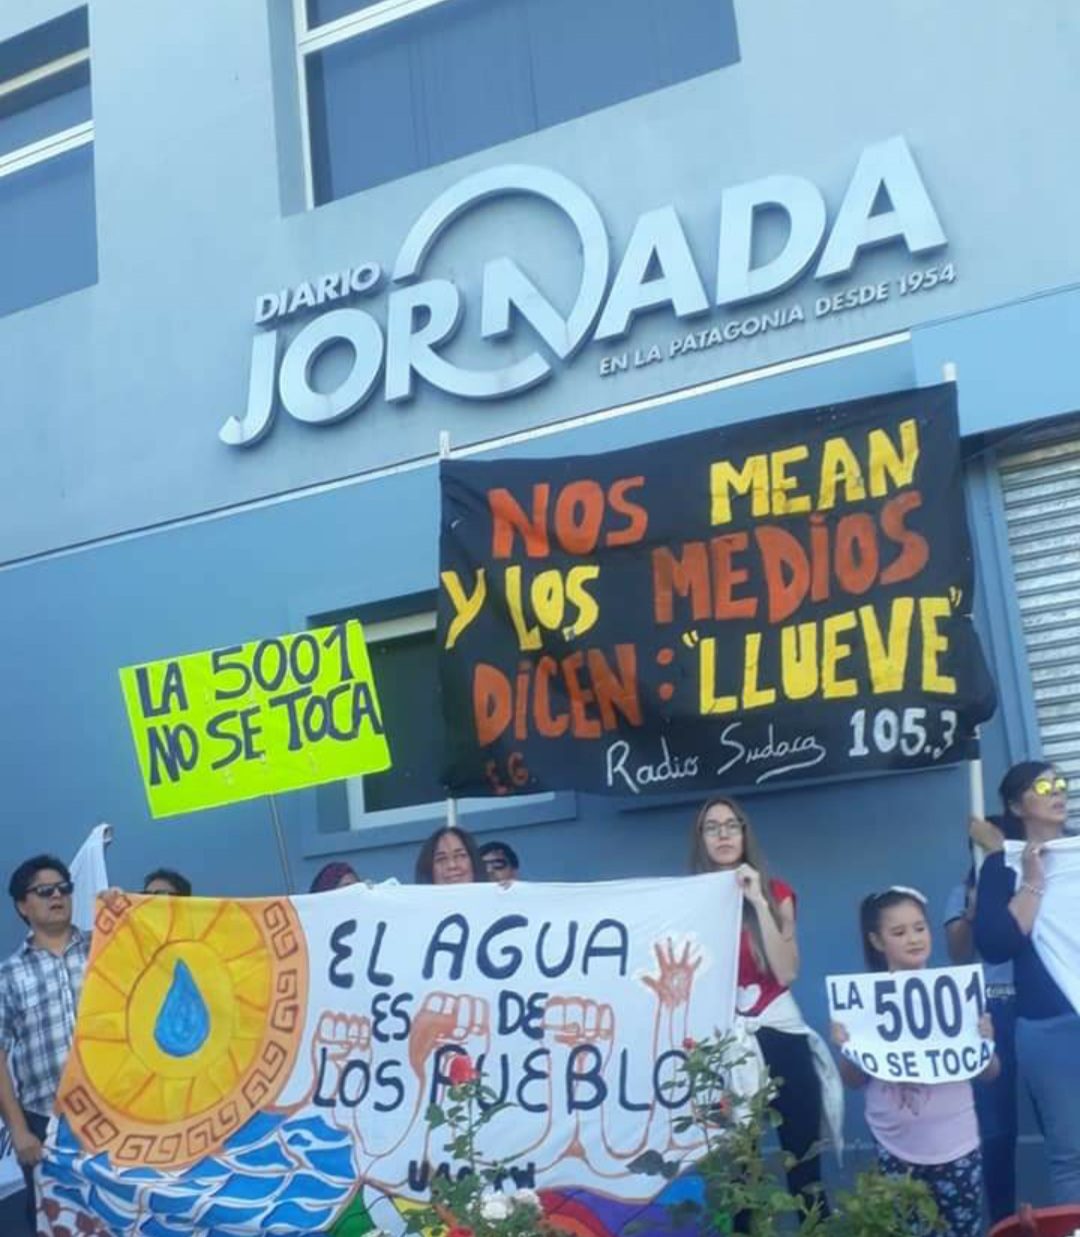 DIARIO
JORNADA
EN LA PATAGONIA DESDE 1954
NOS MEAN
Y LOS MEDIOS
DICEN: "LLUEVE"
E.G.
Radio Sudaca 105.3
LA 5001
NO SE TOCA
EL AGUA
ES DE
LOS PUEBLOS
LA 5001
NO SE TOCA